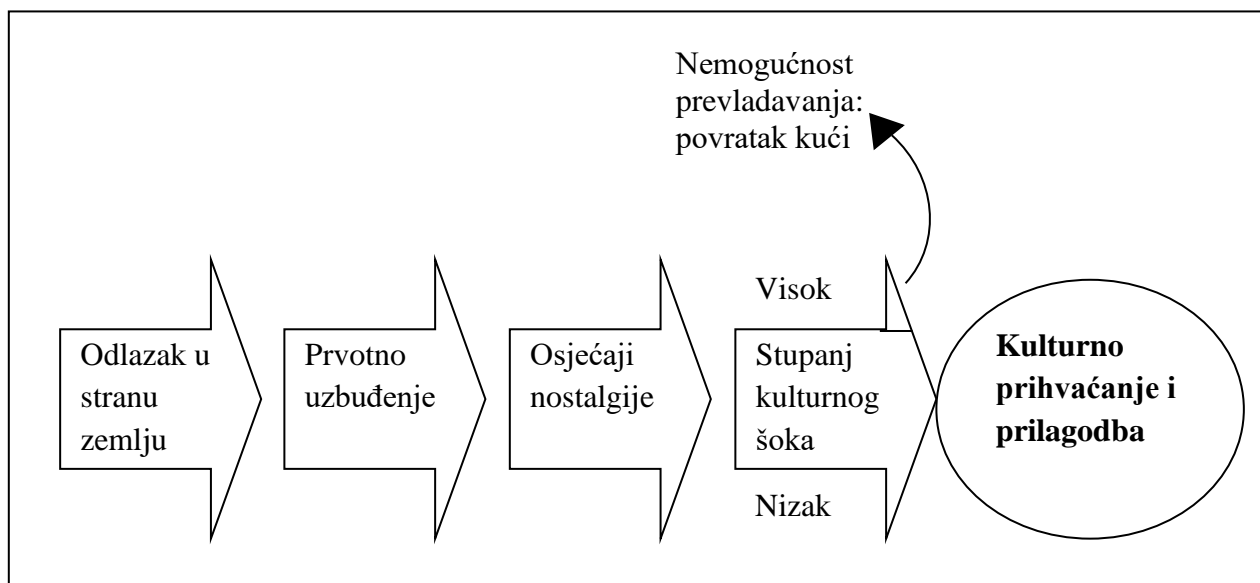 Nemogućnost
prevladavanja:
povratak kući
Odlazak u
stranu
zemlju
Prvotno
uzbuđenje
Osjećaji
nostalgije
Visok
Stupanj
kulturnog
šoka
Nizak
Kulturno
prihvaćanje i
prilagodba